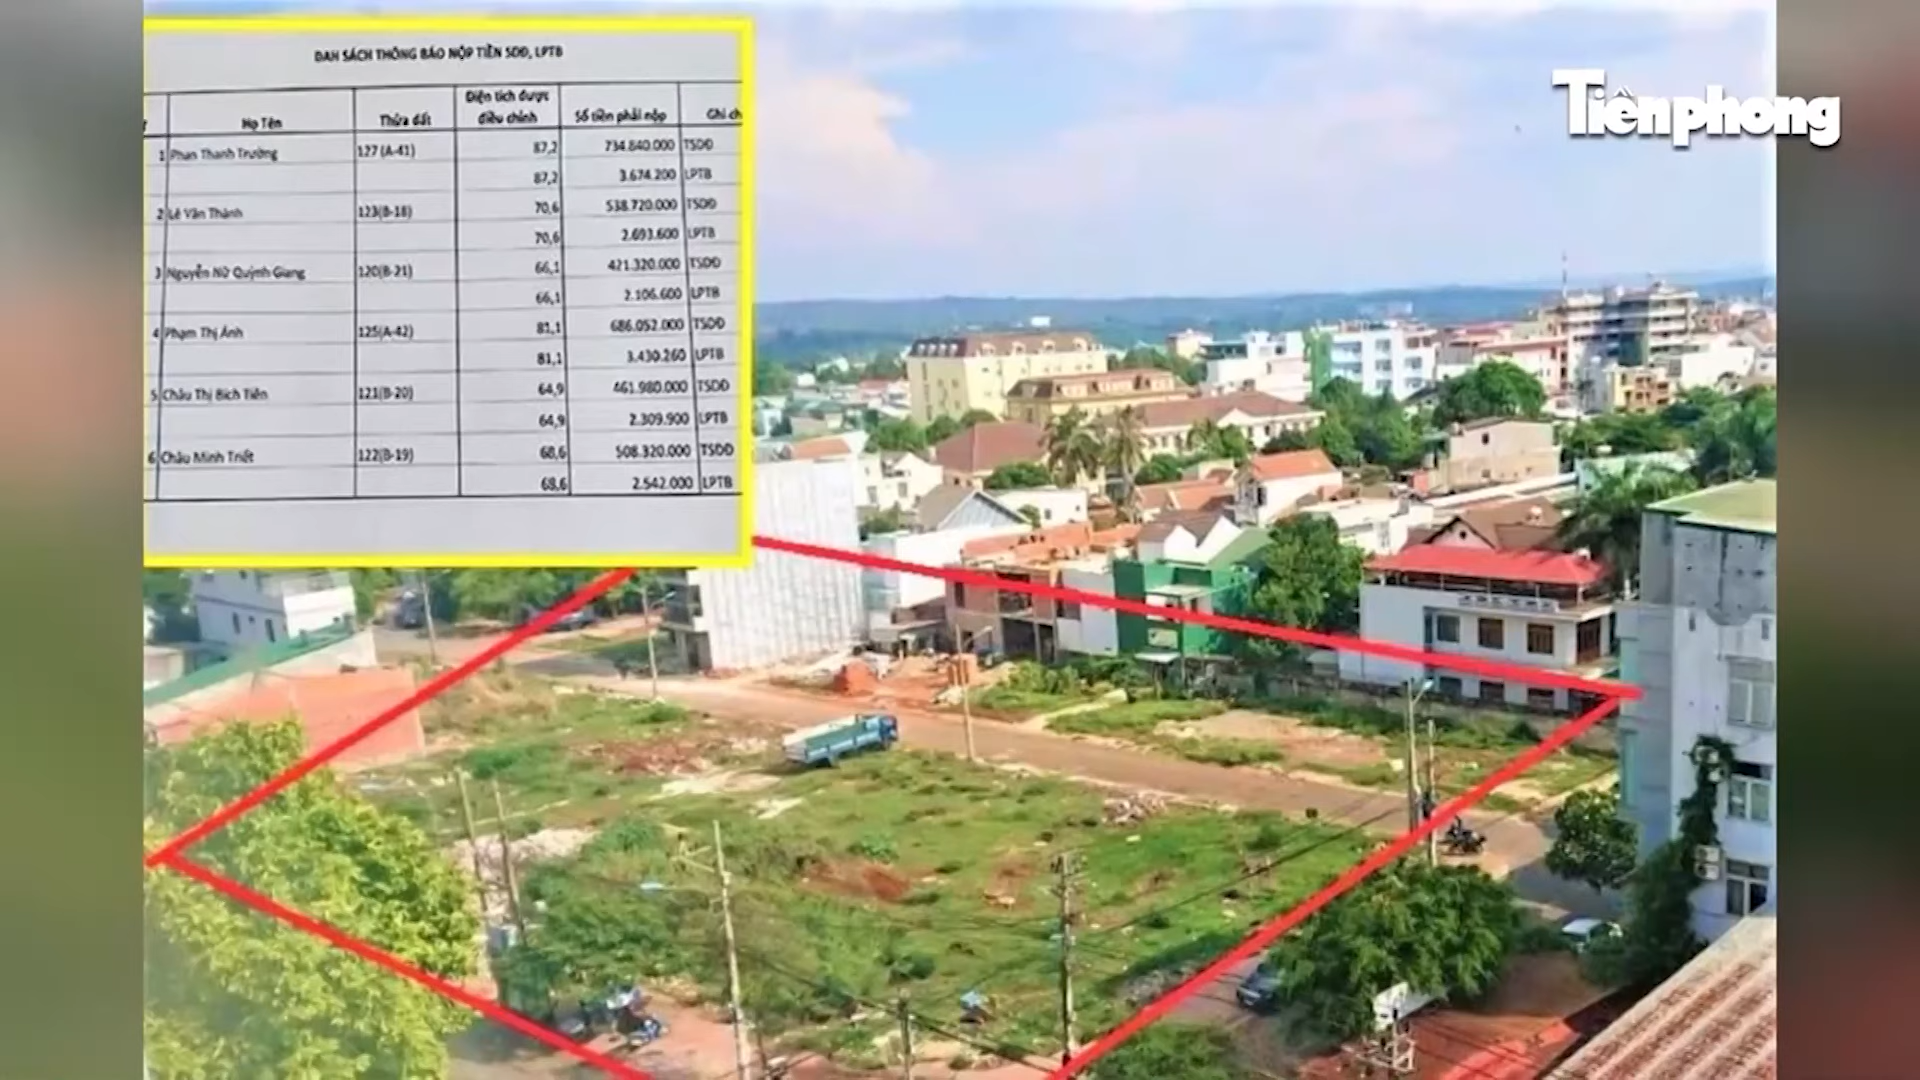 Tiền phong
ĐAH SÁCH THÔNG BÁO NỘP TIỀN SDĐ, LPTB
Họ Tên Thửa đất Diện tích được điều chỉnh Số tiền phải nộp Ghi ch
1 Phan Thanh Trường 127 (A-41) 87,2 734.840.000 TSDĐ
87,2 3.674.200 LPTB
2 Lê Văn Thành 123(B-18) 70,6 538.720.000 TSDĐ
70,6 2.693.600 LPTB
3 Nguyễn Nữ Quỳnh Giang 120(B-21) 66,1 421.320.000 TSDĐ
66,1 2.106.600 LPTB
4 Phạm Thị Ánh 125(A-42) 81,1 686.052.000 TSDĐ
81,1 3.430.260 LPTB
5 Châu Thị Bích Tiên 121(B-20) 64,9 461.980.000 TSDĐ
64,9 2.309.900 LPTB
6 Châu Minh Triết 122(B-19) 68,6 508.320.000 TSDĐ
68,6 2.542.000 LPTB